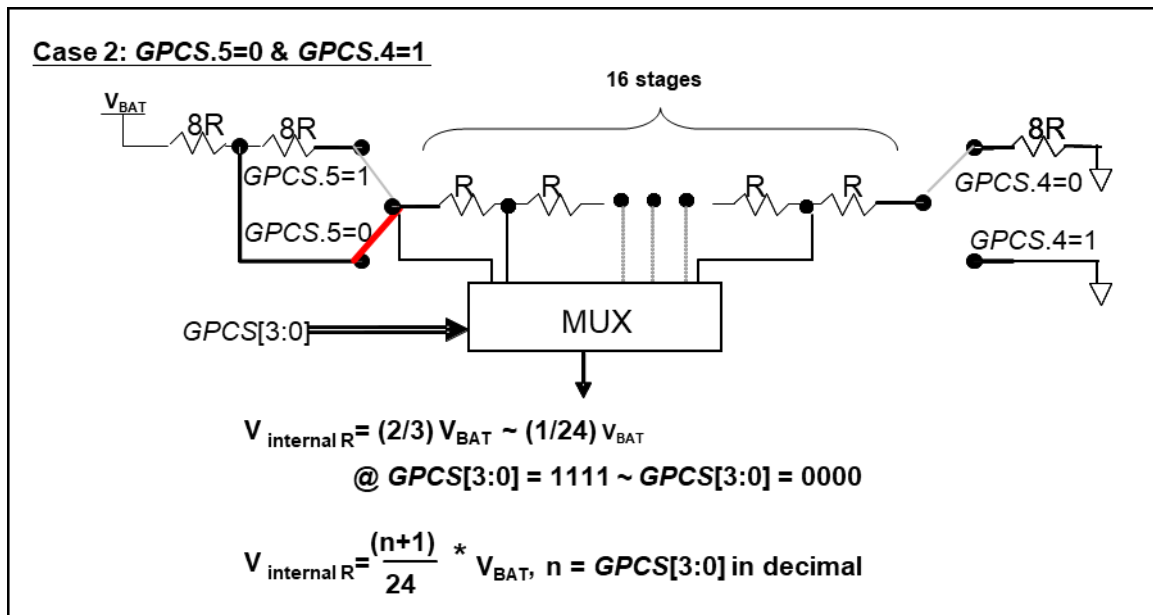 Case 2: GPCS.5=0 & GPCS.4=1
16 stages
VBAT
8R 8R 8R
GPCS.5=1
R R R R
GPCS.4=0
GPCS.5=0
GPCS.4=1
MUX
GPCS[3:0]
V internal R = (2/3) VBAT ~ (1/24) VBAT
@ GPCS[3:0] = 1111 ~ GPCS[3:0] = 0000
V internal R = (n+1)/24 * VBAT, n = GPCS[3:0] in decimal